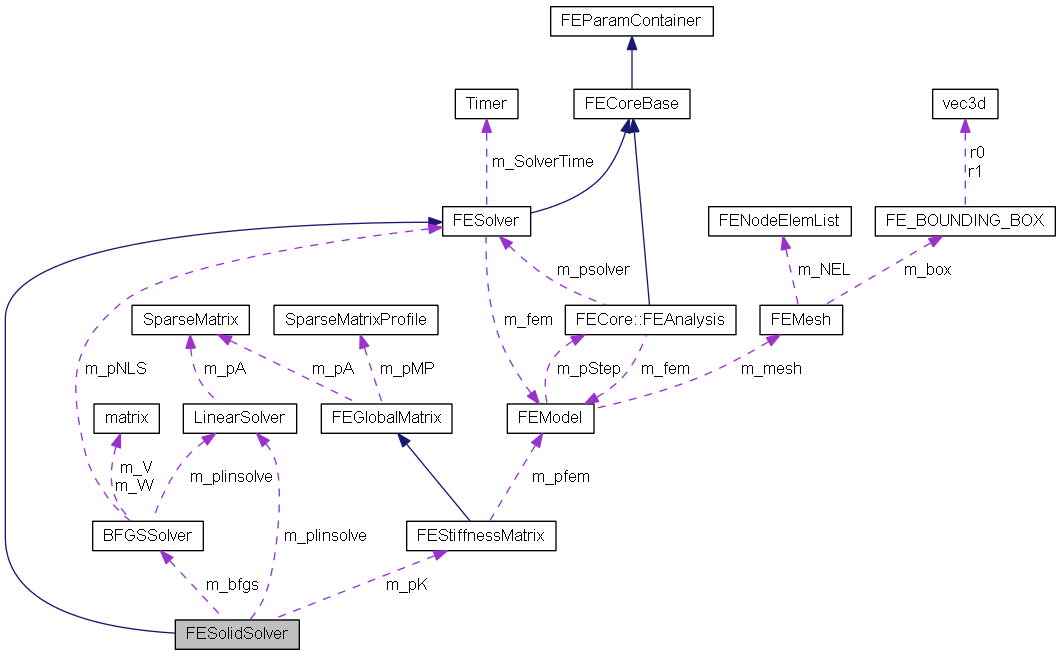 FEParamContainer
Timer
FECoreBase
vec3d
m_SolverTime
r0
r1
FESolver
FENodeElemList
FE_BOUNDING_BOX
m_psolver
m_NEL
m_box
SparseMatrix
SparseMatrixProfile
m_fem
FECore::FEAnalysis
FEMesh
m_pNLS
m_pA
m_pA
m_pMP
m_pStep
m_fem
m_mesh
matrix
LinearSolver
FEGlobalMatrix
FEModel
m_V
m_W
m_plinsolve
m_pfem
BFGSSolver
m_plinsolve
FEStiffnessMatrix
m_bfgs
m_pK
FESolidSolver